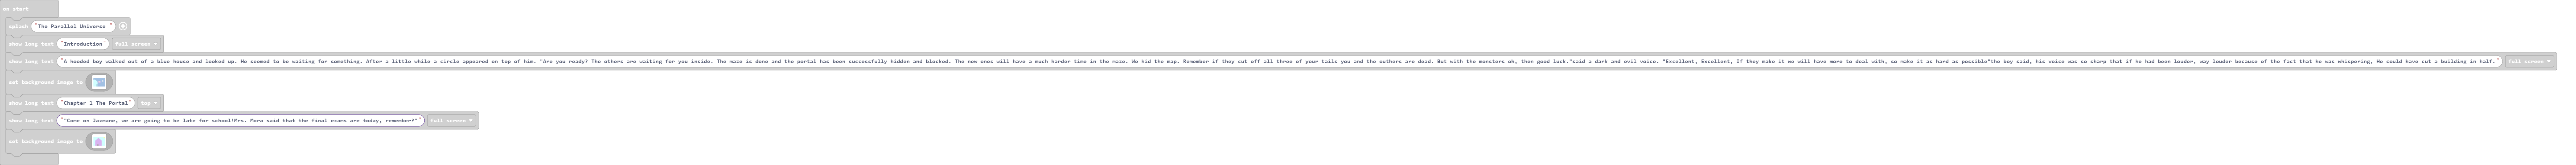 on start
splash "The Parallel Universe "
show long text "Introduction" full screen
show long text "A hooded boy walked out of a blue house and looked up. He seemed to be waiting for something. After a little while a circle appeared on top of him. "Are you ready? The others are waiting for you inside. The maze is done and the portal has been successfully hidden and blocked. The new ones will have a much harder time in the maze. We hid the map. Remember if they cut off all three of your tails you and the outhers are dead. But with the monsters oh, then good luck."said a dark and evil voice. "Excellent, Excellent, If they make it we will have more to deal with, so make it as hard as possible"the boy said, his voice was so sharp that if he had been louder, way louder because of the fact that he was whispering, He could have cut a building in half." full screen
set background image to
show long text "Chapter 1 The Portal" top
show long text ""Come on Jazmane, we are going to be late for school!Mrs. Mora said that the final exams are today, remember?"" full screen
set background image to